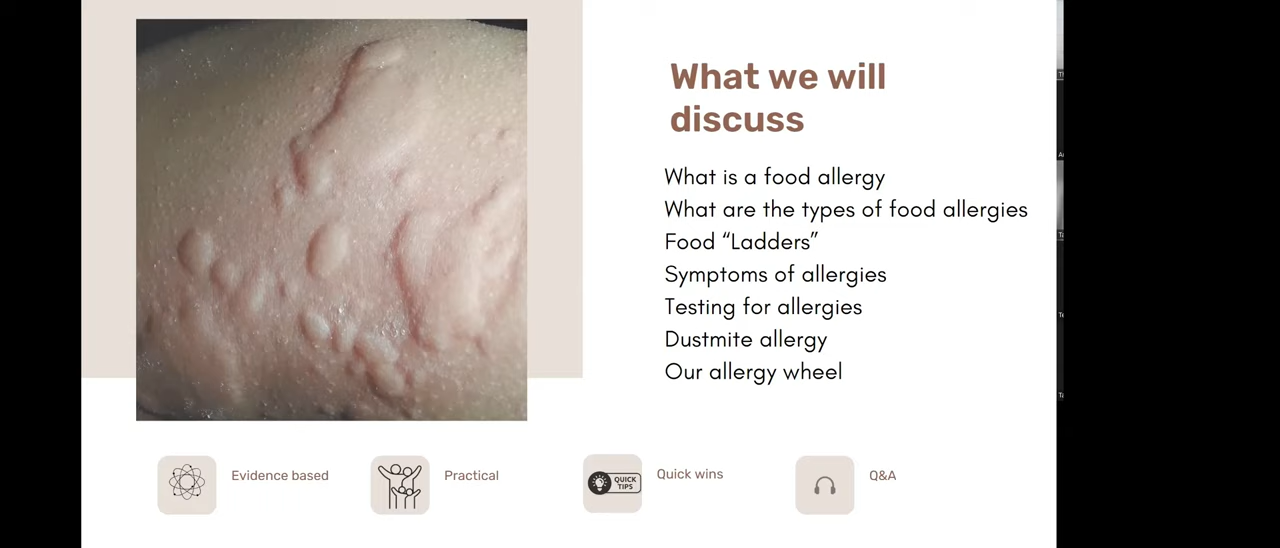 What we will
discuss
What is a food allergy
What are the types of food allergies
Food “Ladders”
Symptoms of allergies
Testing for allergies
Dustmite allergy
Our allergy wheel
Evidence based
Practical
QUICK
TIPS
Quick wins
Q&A